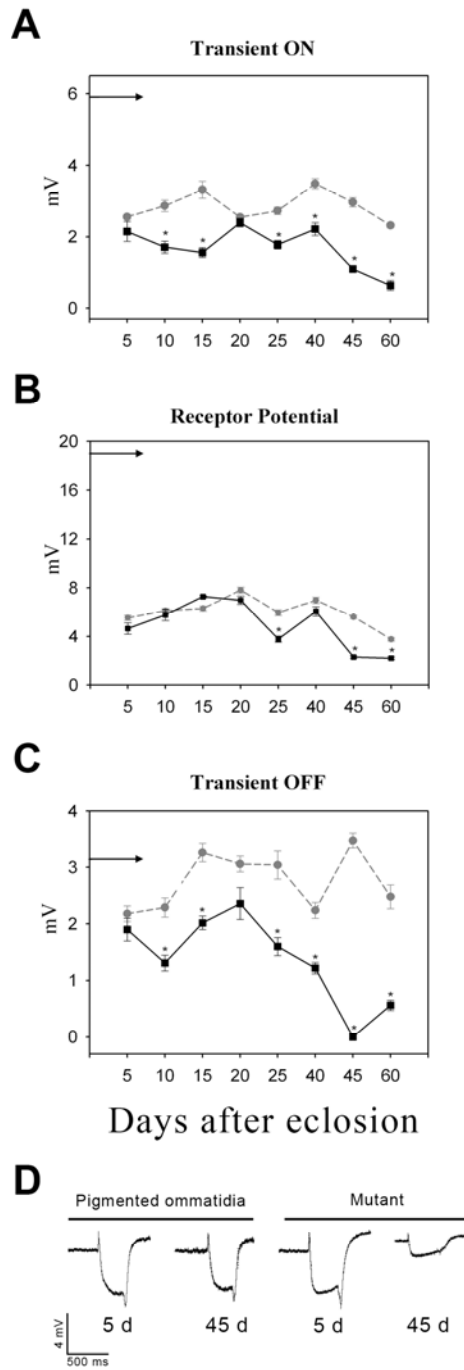 A
Transient ON
6
4
2
0
mV
5 10 15 20 25 40 45 60
* * * * * *
B
Receptor Potential
20
16
12
8
4
0
mV
5 10 15 20 25 40 45 60
* * *
C
Transient OFF
4
3
2
1
0
mV
5 10 15 20 25 40 45 60
* * * * * *
Days after eclosion
D
Pigmented ommatidia Mutant
5 d 45 d 5 d 45 d
4 mV
500 ms